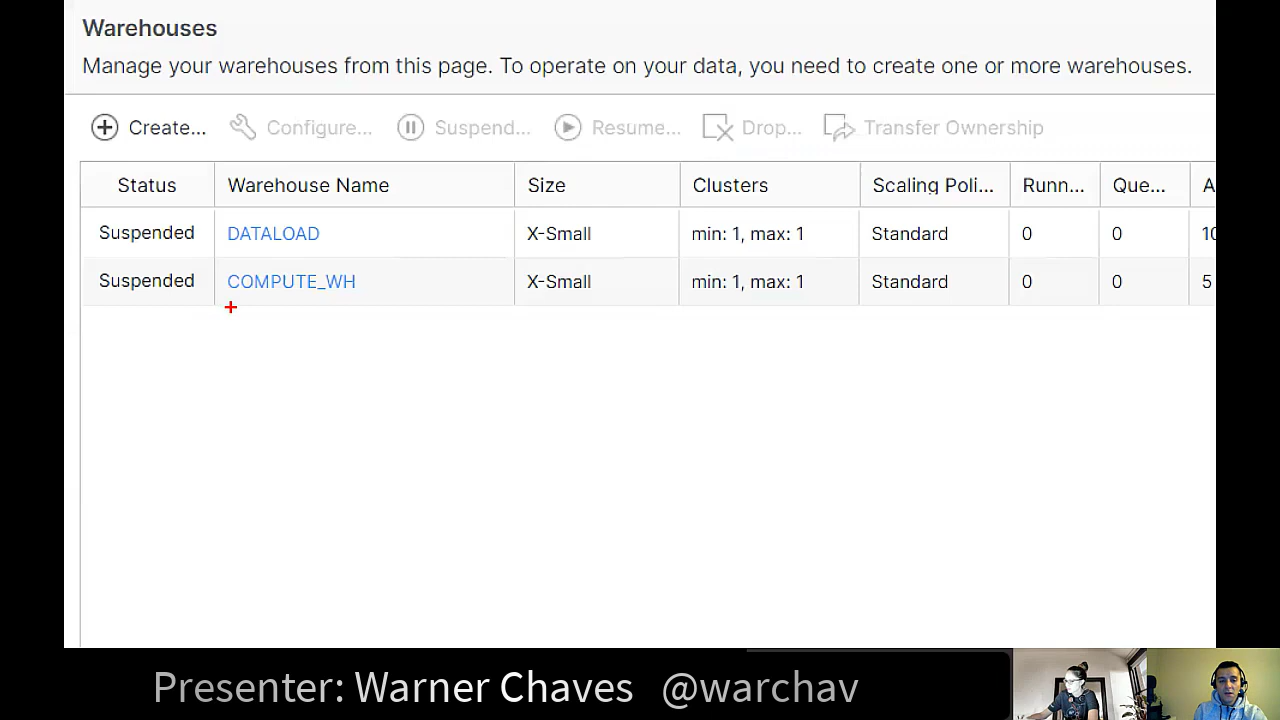 Warehouses
Manage your warehouses from this page. To operate on your data, you need to create one or more warehouses.
Create... Configure... Suspend... Resume... Drop... Transfer Ownership
Status Warehouse Name Size Clusters Scaling Poli... Runn... Que... A
Suspended DATALOAD X-Small min: 1, max: 1 Standard 0 0 10
Suspended COMPUTE_WH X-Small min: 1, max: 1 Standard 0 0 5
Presenter: Warner Chaves @warchav